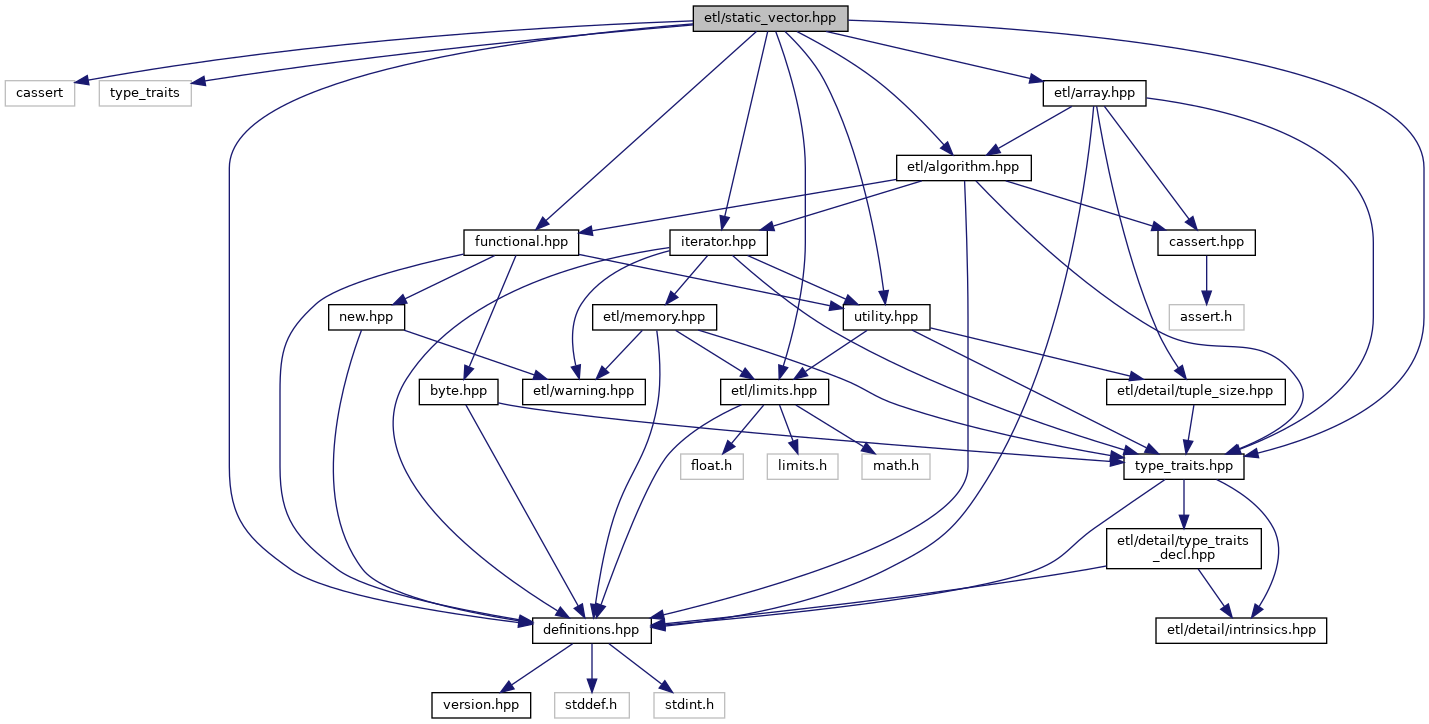 etl/static_vector.hpp
cassert
type_traits
etl/array.hpp
etl/algorithm.hpp
functional.hpp
iterator.hpp
cassert.hpp
new.hpp
etl/memory.hpp
utility.hpp
assert.h
byte.hpp
etl/warning.hpp
etl/limits.hpp
etl/detail/tuple_size.hpp
float.h
limits.h
math.h
type_traits.hpp
etl/detail/type_traits
_decl.hpp
definitions.hpp
etl/detail/intrinsics.hpp
version.hpp
stddef.h
stdint.h